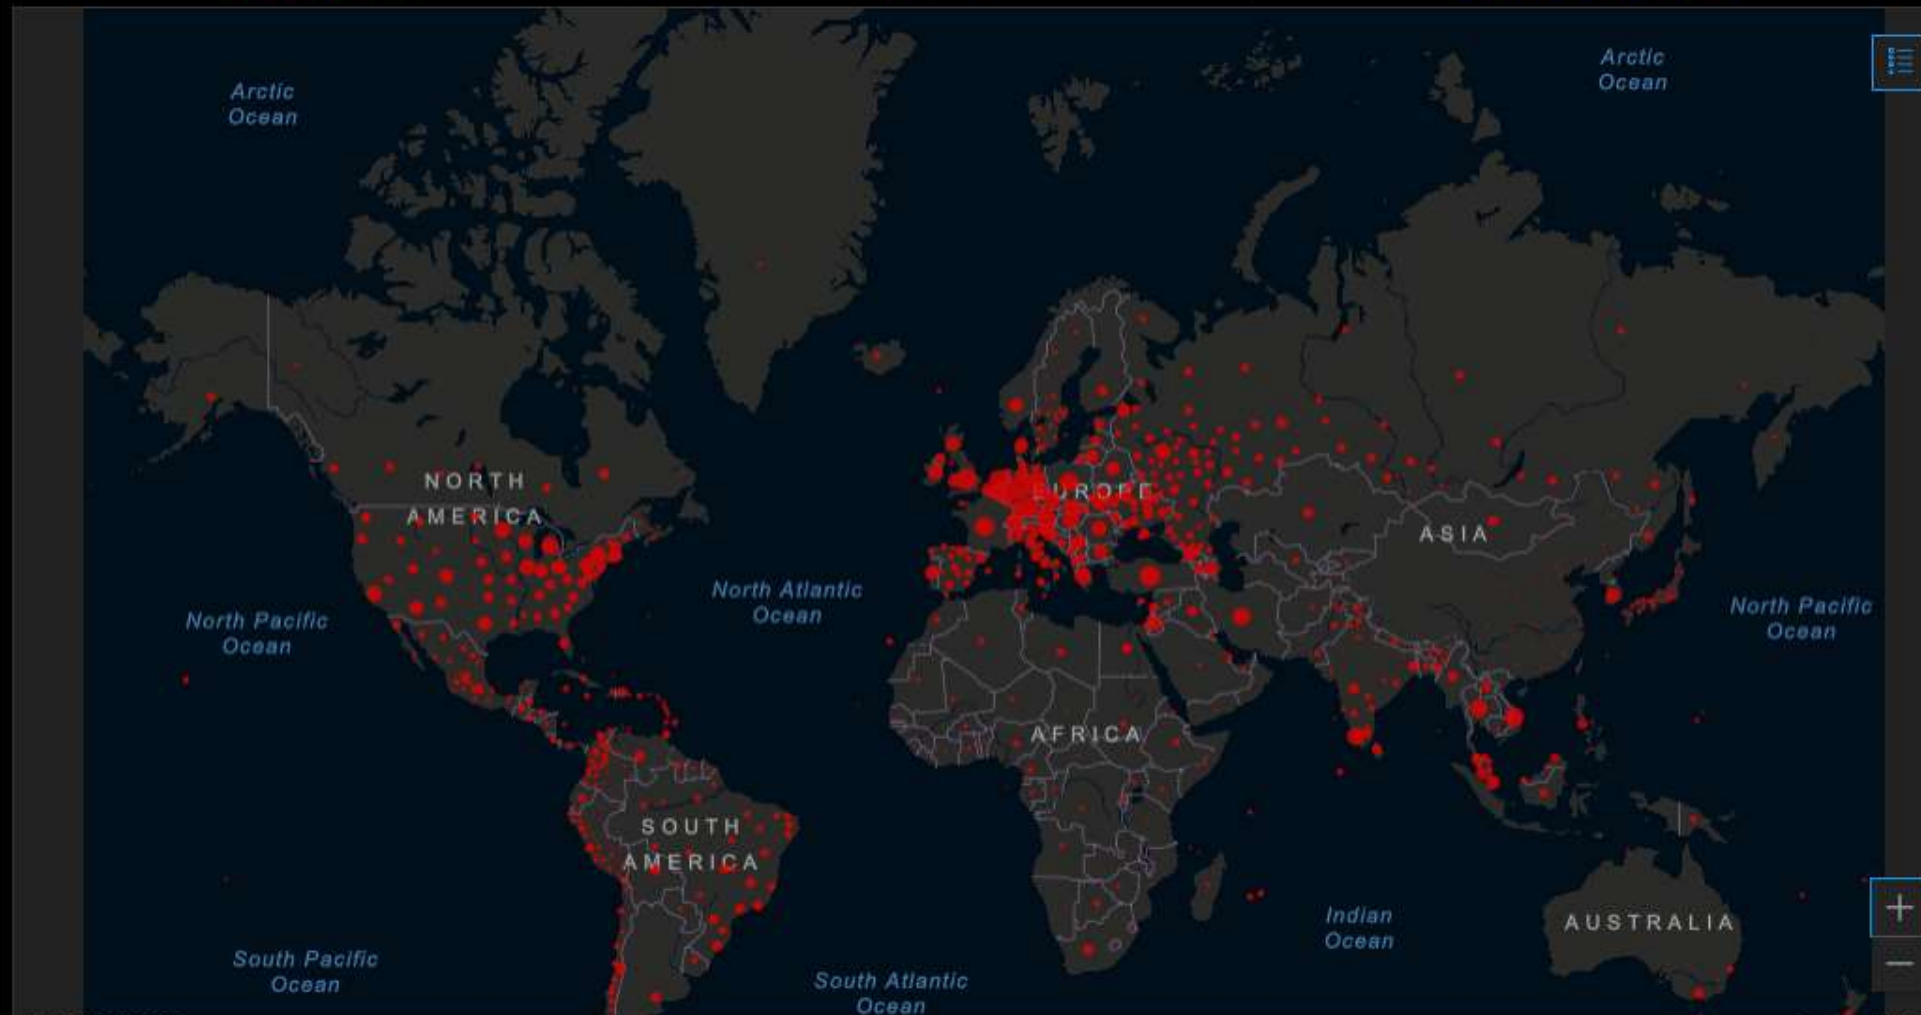 Arctic
Ocean
Arctic
Ocean
NORTH
AMERICA
EUROPE
ASIA
North Atlantic
Ocean
North Pacific
Ocean
North Pacific
Ocean
AFRICA
SOUTH
AMERICA
Indian
Ocean
AUSTRALIA
South Pacific
Ocean
South Atlantic
Ocean